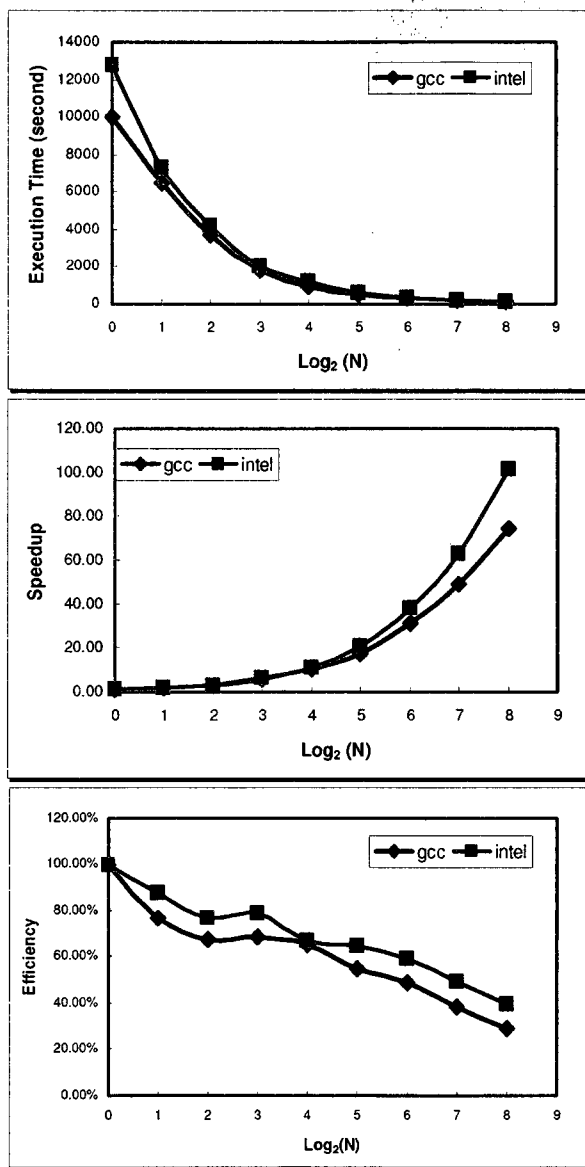 14000
12000
10000
8000
6000
4000
2000
0
Execution Time (second)
gcc intel
0 1 2 3 4 5 6 7 8 9
Log₂ (N)
120.00
100.00
80.00
60.00
40.00
20.00
0.00
Speedup
gcc intel
0 1 2 3 4 5 6 7 8 9
Log₂ (N)
120.00%
100.00%
80.00%
60.00%
40.00%
20.00%
0.00%
Efficiency
gcc intel
0 1 2 3 4 5 6 7 8 9
Log₂(N)